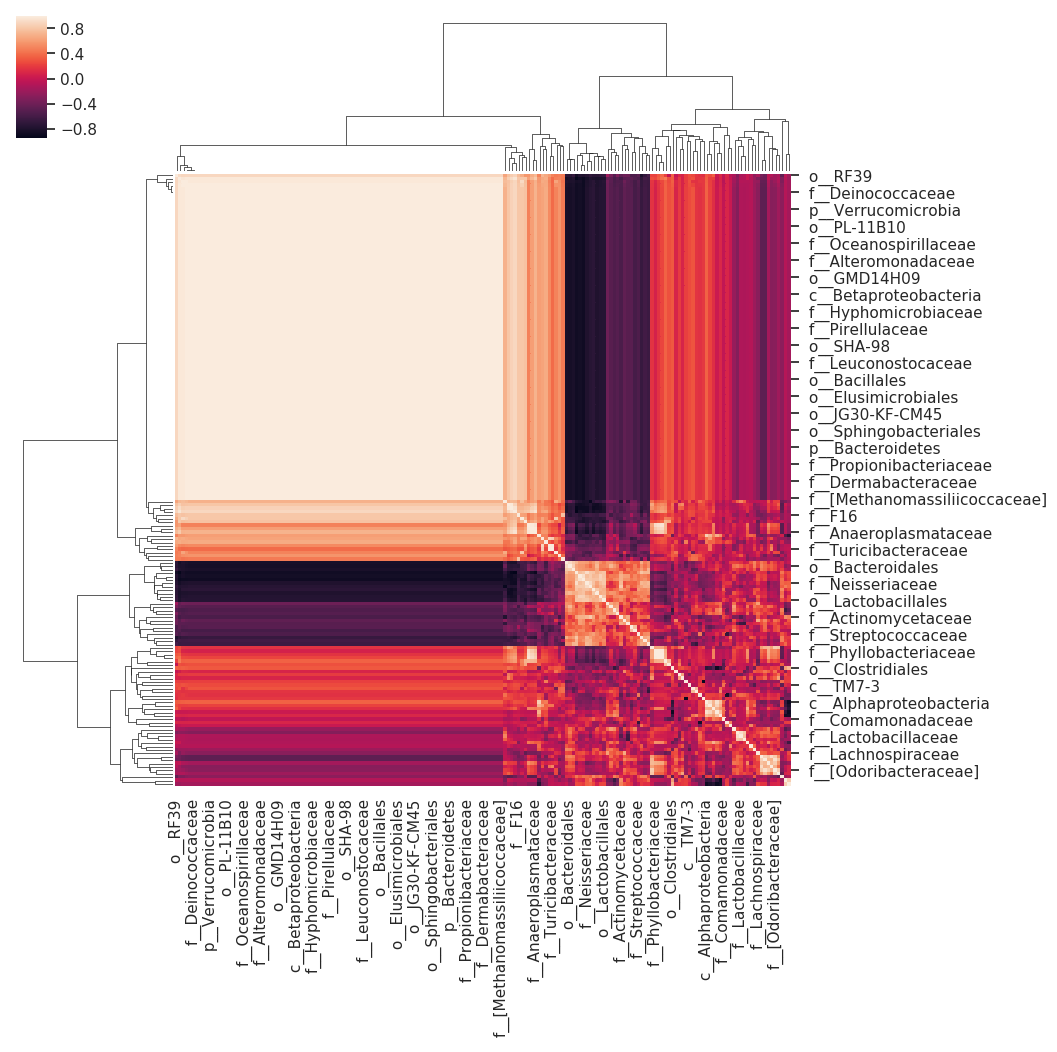 0.8
0.4
0.0
−0.4
−0.8
o__RF39
f__Deinococcaceae
p__Verrucomicrobia
o__PL-11B10
f__Oceanospirillaceae
f__Alteromonadaceae
o__GMD14H09
c__Betaproteobacteria
f__Hyphomicrobiaceae
f__Pirellulaceae
o__SHA-98
f__Leuconostocaceae
o__Bacillales
o__Elusimicrobiales
o__JG30-KF-CM45
o__Sphingobacteriales
p__Bacteroidetes
f__Propionibacteriaceae
f__Dermabacteraceae
f__[Methanomassiliicoccaceae]
f__F16
f__Anaeroplasmataceae
f__Turicibacteraceae
o__Bacteroidales
f__Neisseriaceae
o__Lactobacillales
f__Actinomycetaceae
f__Streptococcaceae
f__Phyllobacteriaceae
o__Clostridiales
c__TM7-3
c__Alphaproteobacteria
f__Comamonadaceae
f__Lactobacillaceae
f__Lachnospiraceae
f__[Odoribacteraceae]
o__RF39
f__Deinococcaceae
p__Verrucomicrobia
o__PL-11B10
f__Oceanospirillaceae
f__Alteromonadaceae
o__GMD14H09
c__Betaproteobacteria
f__Hyphomicrobiaceae
f__Pirellulaceae
o__SHA-98
f__Leuconostocaceae
o__Bacillales
o__Elusimicrobiales
o__JG30-KF-CM45
o__Sphingobacteriales
p__Bacteroidetes
f__Propionibacteriaceae
f__Dermabacteraceae
f__[Methanomassiliicoccaceae]
f__F16
f__Anaeroplasmataceae
f__Turicibacteraceae
o__Bacteroidales
f__Neisseriaceae
o__Lactobacillales
f__Actinomycetaceae
f__Streptococcaceae
f__Phyllobacteriaceae
o__Clostridiales
c__TM7-3
c__Alphaproteobacteria
f__Comamonadaceae
f__Lactobacillaceae
f__Lachnospiraceae
f__[Odoribacteraceae]